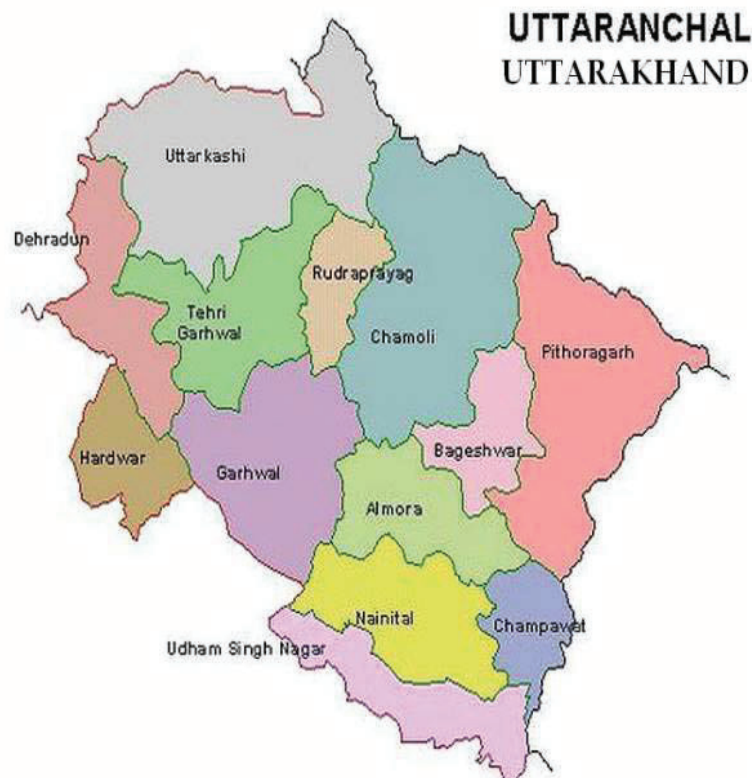 UTTARANCHAL
UTTARAKHAND
Uttarkashi
Dehradun
Rudraprayag
Tehri
Garhwal
Chamoli
Pithoragarh
Hardwar
Garhwal
Bageshwar
Almora
Nainital
Champawat
Udham Singh Nagar